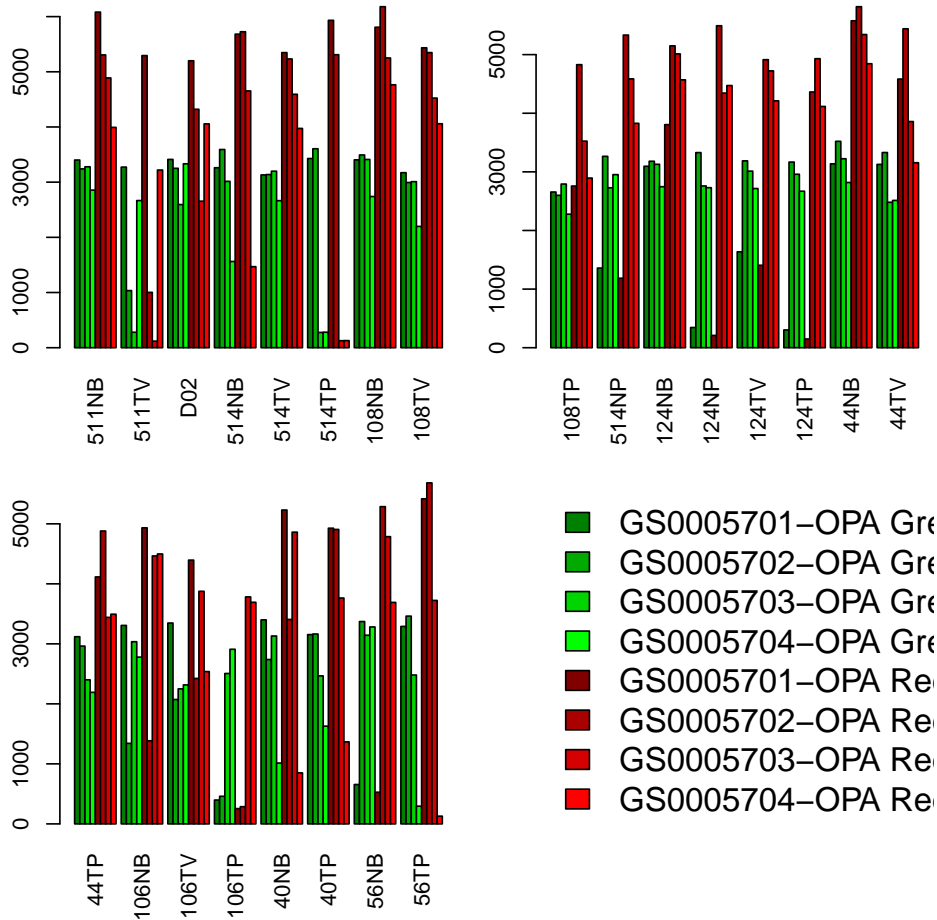 5000
3000
1000
0
511NB
511TV
D02
514NB
514TV
514TP
108NB
108TV
5000
3000
1000
0
108TP
514NP
124NB
124NP
124TV
124TP
44NB
44TV
5000
3000
1000
0
44TP
106NB
106TV
106TP
40NB
40TP
56NB
56TP
GS0005701−OPA Gre
GS0005702−OPA Gre
GS0005703−OPA Gre
GS0005704−OPA Gre
GS0005701−OPA Re
GS0005702−OPA Re
GS0005703−OPA Re
GS0005704−OPA Re